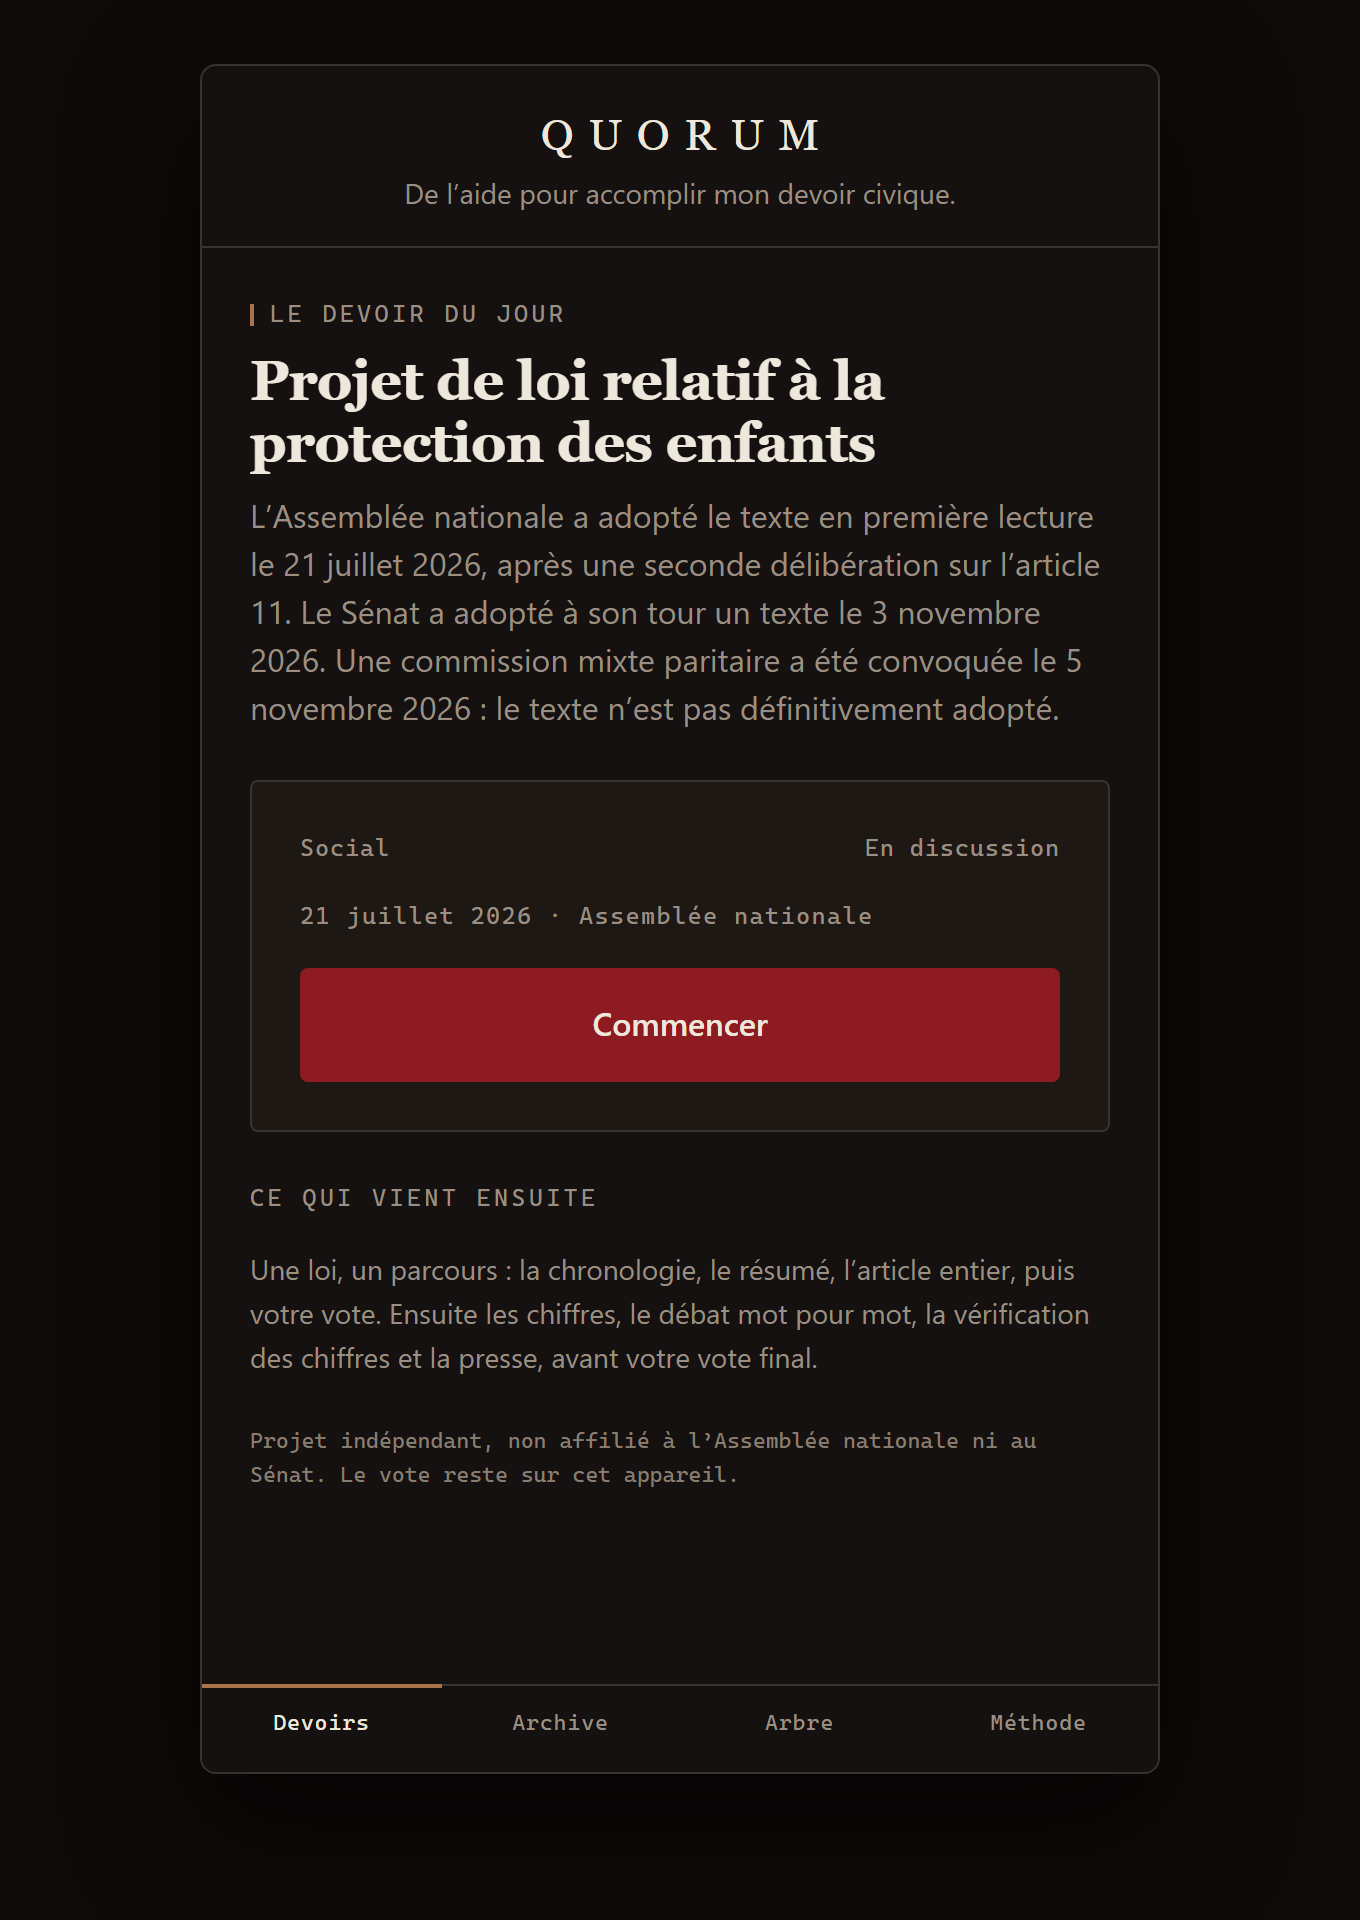 QUORUM
De l’aide pour accomplir mon devoir civique.
LE DEVOIR DU JOUR
Projet de loi relatif à la
protection des enfants
L’Assemblée nationale a adopté le texte en première lecture
le 21 juillet 2026, après une seconde délibération sur l’article
11. Le Sénat a adopté à son tour un texte le 3 novembre
2026. Une commission mixte paritaire a été convoquée le 5
novembre 2026 : le texte n’est pas définitivement adopté.
Social En discussion
21 juillet 2026 · Assemblée nationale
Commencer
CE QUI VIENT ENSUITE
Une loi, un parcours : la chronologie, le résumé, l’article entier, puis
votre vote. Ensuite les chiffres, le débat mot pour mot, la vérification
des chiffres et la presse, avant votre vote final.
Projet indépendant, non affilié à l’Assemblée nationale ni au
Sénat. Le vote reste sur cet appareil.
Devoirs Archive Arbre Méthode